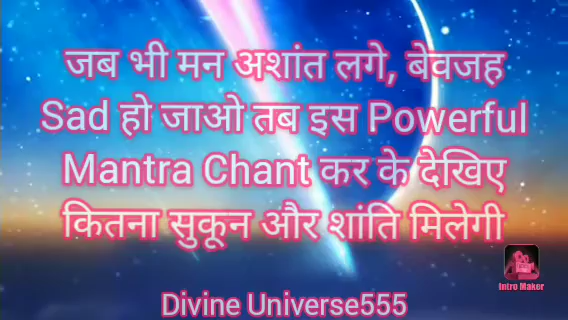 जब भी मन अशांत लगे, बेवजह
Sad हो जाओ तब इस Powerful
Mantra Chant कर के देखिए
कितना सुकून और शांति मिलेगी
Intro Maker
Divine Universe555